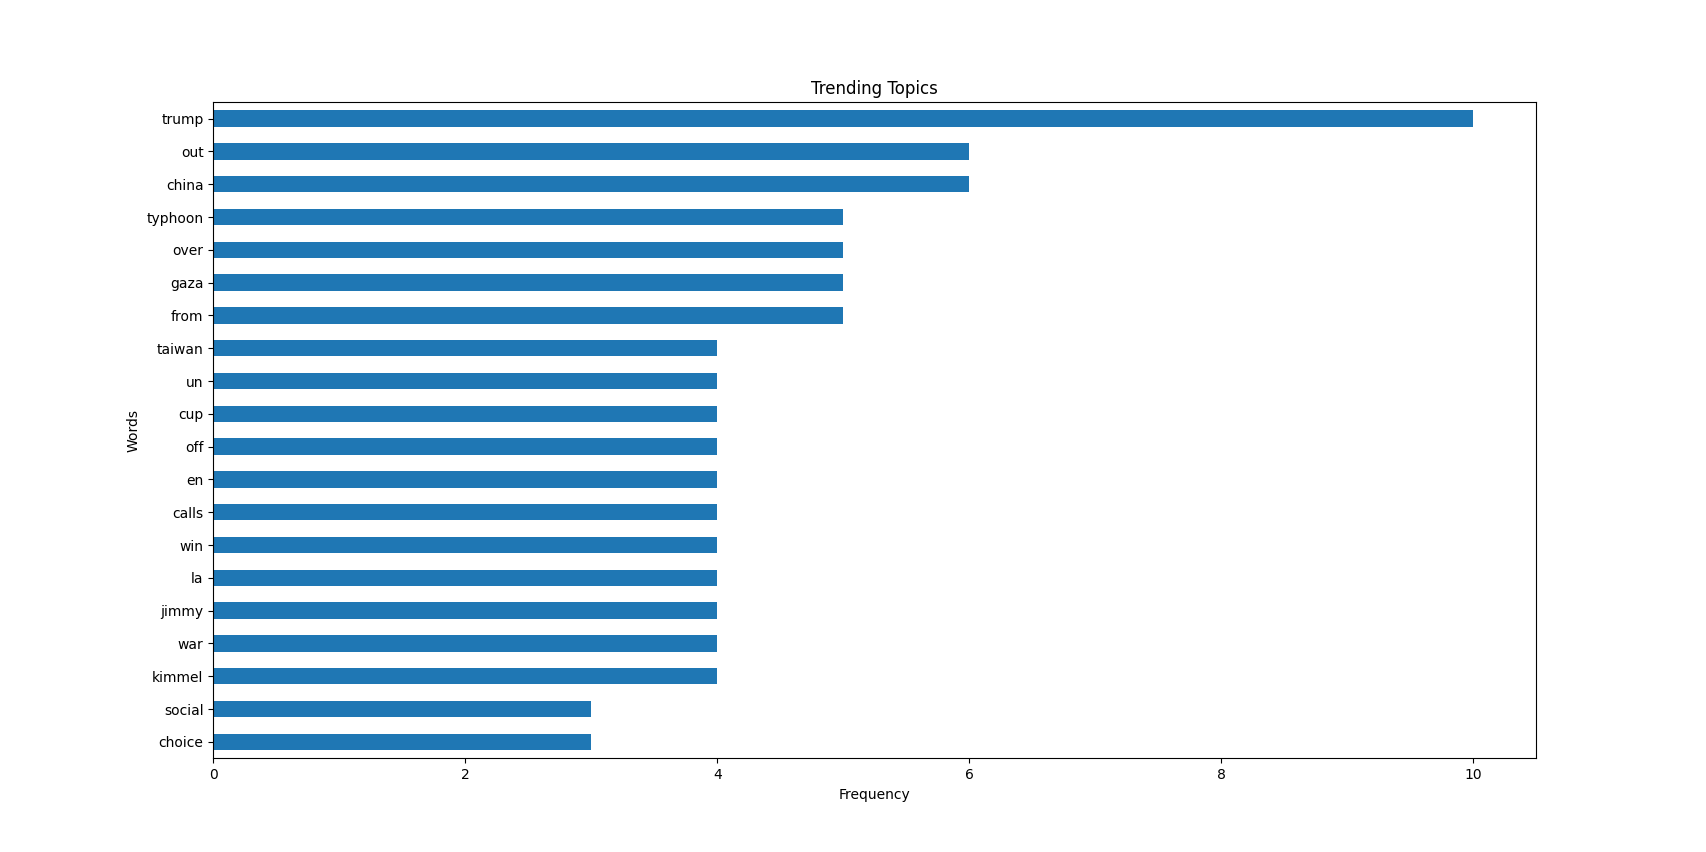 Trending Topics
trump
out
china
typhoon
over
gaza
from
taiwan
un
cup
off
en
calls
win
la
jimmy
war
kimmel
social
choice
Words
0 2 4 6 8 10
Frequency